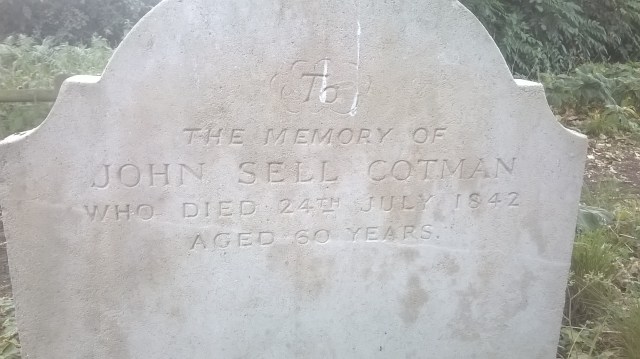 To
THE MEMORY OF
JOHN SELL COTMAN
WHO DIED 24TH JULY 1842
AGED 60 YEARS.